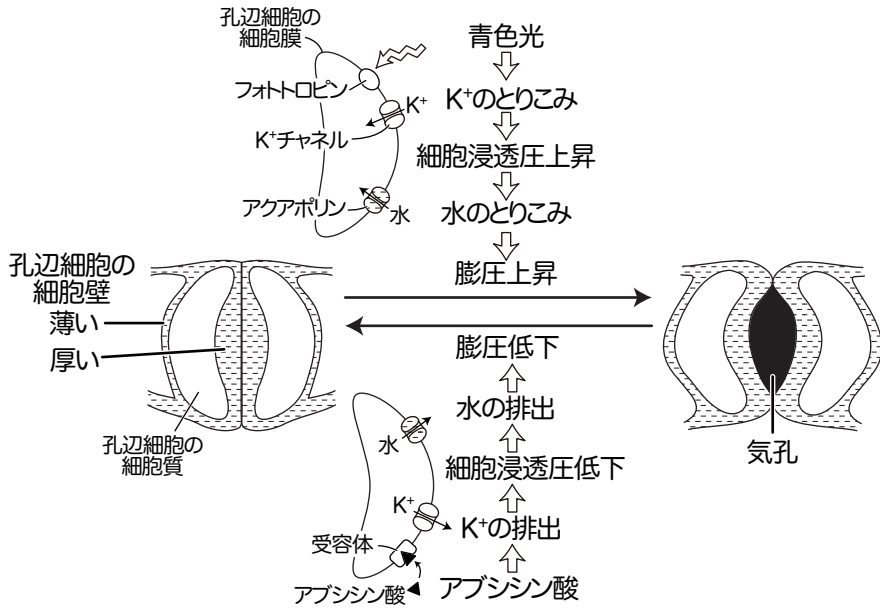 孔辺細胞の
細胞膜
フォトトロピン
K⁺
K⁺チャネル
アクアポリン
水
青色光
K⁺のとりこみ
細胞浸透圧上昇
水のとりこみ
膨圧上昇
孔辺細胞の
細胞壁
薄い
厚い
孔辺細胞の
細胞質
気孔
膨圧低下
水の排出
細胞浸透圧低下
K⁺の排出
アブシシン酸
水
K⁺
受容体
アブシシン酸